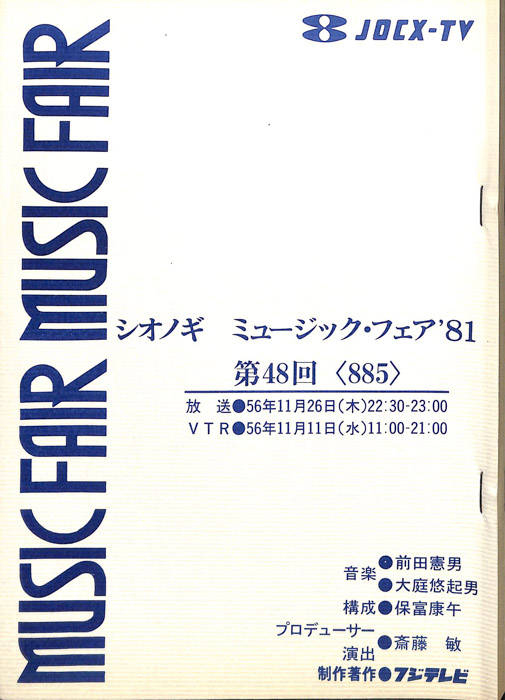 JOCX-TV
MUSIC FAIR MUSIC FAIR
シオノギ ミュージック・フェア'81
第48回〈885〉
放 送●56年11月26日(木)22:30-23:00
VTR●56年11月11日(水)11:00-21:00
音楽●前田憲男
●大庭悠起男
構成●保富康午
プロデューサー
演出●斎藤 敏
制作著作●フジテレビ